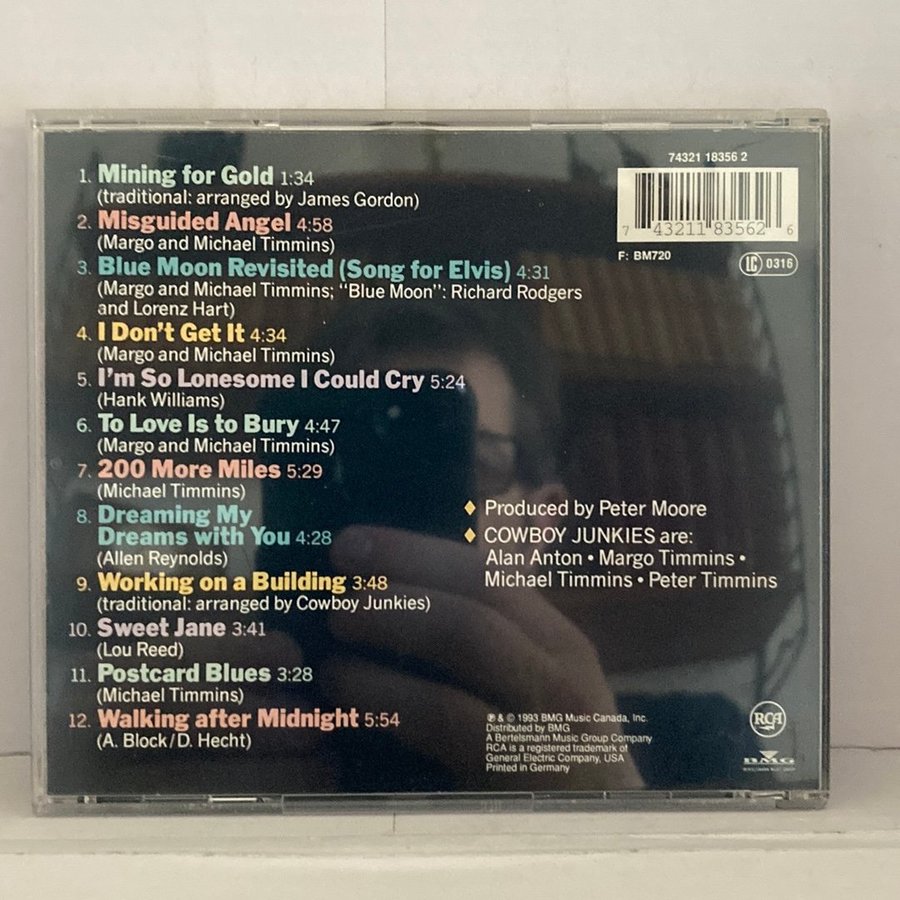 1. Mining for Gold 1:34
(traditional: arranged by James Gordon)
2. Misguided Angel 4:58
(Margo and Michael Timmins)
3. Blue Moon Revisited (Song for Elvis) 4:31
(Margo and Michael Timmins; “Blue Moon”: Richard Rodgers
and Lorenz Hart)
4. I Don't Get It 4:34
(Margo and Michael Timmins)
5. I'm So Lonesome I Could Cry 5:24
(Hank Williams)
6. To Love Is to Bury 4:47
(Margo and Michael Timmins)
7. 200 More Miles 5:29
(Michael Timmins)
8. Dreaming My
Dreams with You 4:28
(Allen Reynolds)
9. Working on a Building 3:48
(traditional: arranged by Cowboy Junkies)
10. Sweet Jane 3:41
(Lou Reed)
11. Postcard Blues 3:28
(Michael Timmins)
12. Walking after Midnight 5:54
(A. Block/D. Hecht)
74321 18356 2
7 43211 83562 6
F: BM720
LC 0316
♦ Produced by Peter Moore
♦ COWBOY JUNKIES are:
Alan Anton • Margo Timmins •
Michael Timmins • Peter Timmins
℗ & © 1993 BMG Music Canada, Inc.
Distributed by BMG
A Bertelsmann Music Group Company
RCA is a registered trademark of
General Electric Company, USA
Printed in Germany
RCA
BMG
BERTELSMANN MUSIC GROUP